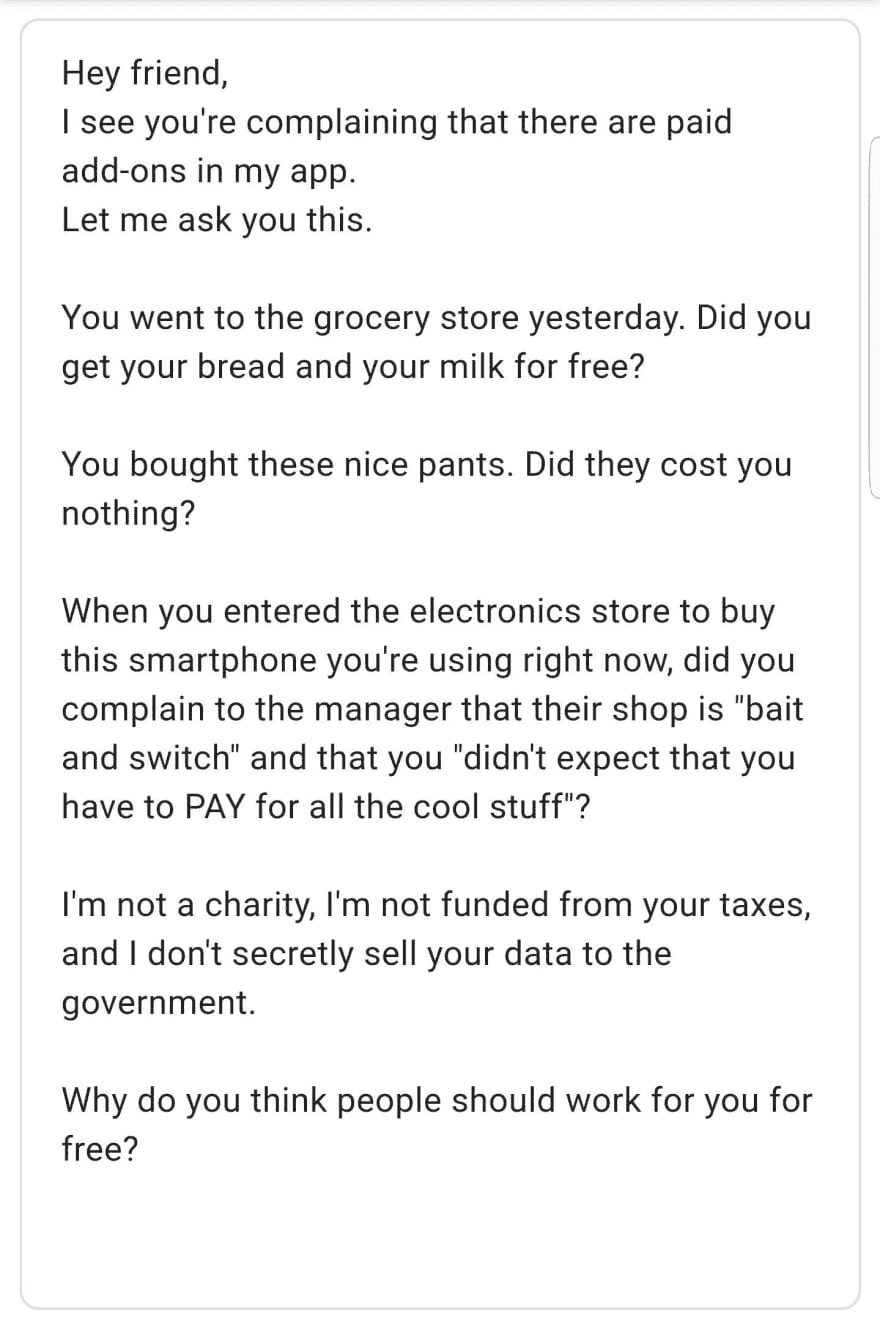 Hey friend,
I see you're complaining that there are paid
add-ons in my app.
Let me ask you this.
You went to the grocery store yesterday. Did you
get your bread and your milk for free?
You bought these nice pants. Did they cost you
nothing?
When you entered the electronics store to buy
this smartphone you're using right now, did you
complain to the manager that their shop is "bait
and switch" and that you "didn't expect that you
have to PAY for all the cool stuff"?
I'm not a charity, I'm not funded from your taxes,
and I don't secretly sell your data to the
government.
Why do you think people should work for you for
free?